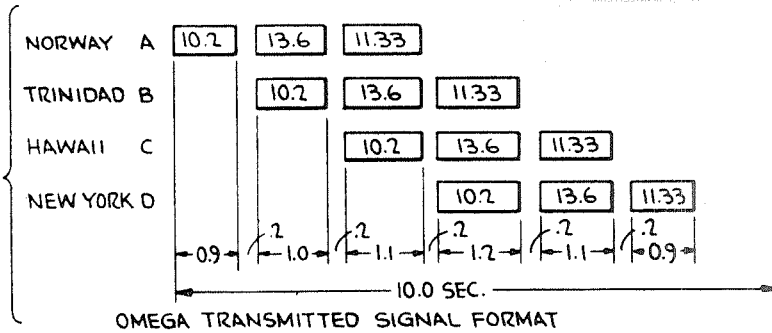 NORWAY A 10.2 13.6 11.33
TRINIDAD B 10.2 13.6 11.33
HAWAII C 10.2 13.6 11.33
NEW YORK D 10.2 13.6 11.33
.2 .2 .2 .2 .2
0.9 1.0 1.1 1.2 1.1 0.9
10.0 SEC.
OMEGA TRANSMITTED SIGNAL FORMAT